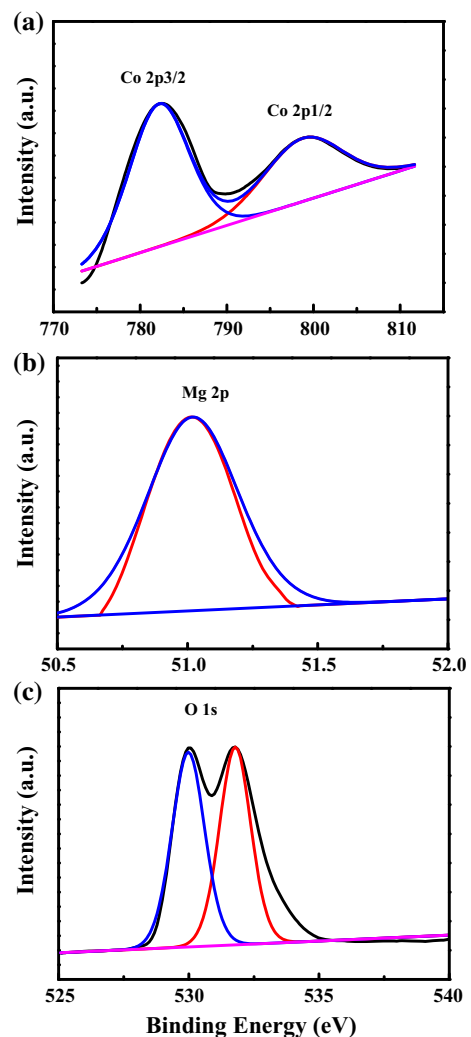 (a)
Co 2p3/2
Co 2p1/2
Intensity (a.u.)
770 780 790 800 810
(b)
Mg 2p
Intensity (a.u.)
50.5 51.0 51.5 52.0
(c)
O 1s
Intensity (a.u.)
525 530 535 540
Binding Energy (eV)